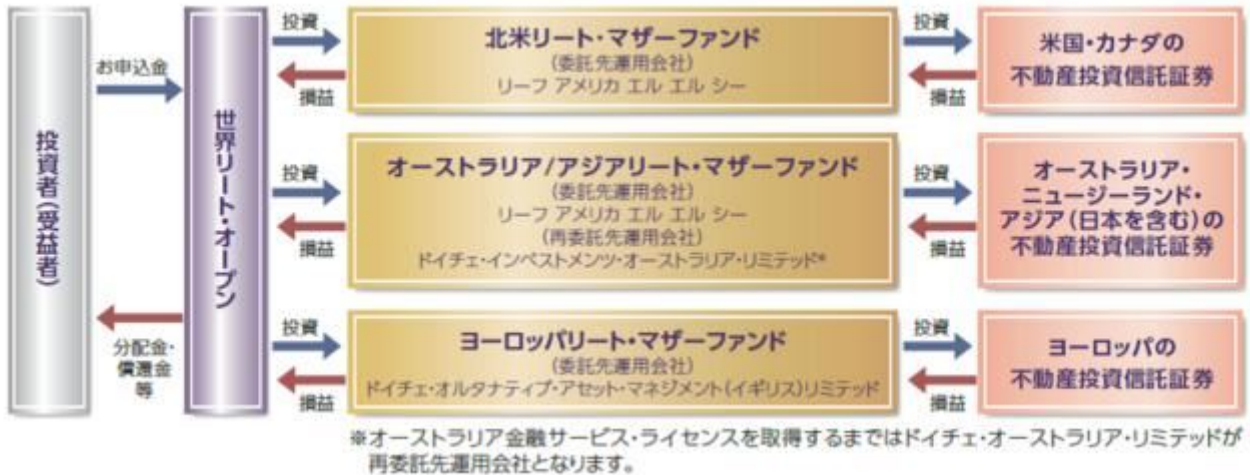 投資者(受益者)
お申込金
分配金・
償還金
等
世界リート・オープン
投資
損益
北米リート・マザーファンド
(委託先運用会社)
リーフ アメリカ エル エル シー
投資
損益
米国・カナダの
不動産投資信託証券
投資
損益
オーストラリア/アジアリート・マザーファンド
(委託先運用会社)
リーフ アメリカ エル エル シー
(再委託先運用会社)
ドイチェ・インベストメンツ・オーストラリア・リミテッド*
投資
損益
オーストラリア・
ニュージーランド・
アジア(日本を含む)の
不動産投資信託証券
投資
損益
ヨーロッパリート・マザーファンド
(委託先運用会社)
ドイチェ・オルタナティブ・アセット・マネジメント(イギリス)リミテッド
投資
損益
ヨーロッパの
不動産投資信託証券
※オーストラリア金融サービス・ライセンスを取得するまではドイチェ・オーストラリア・リミテッドが
再委託先運用会社となります。